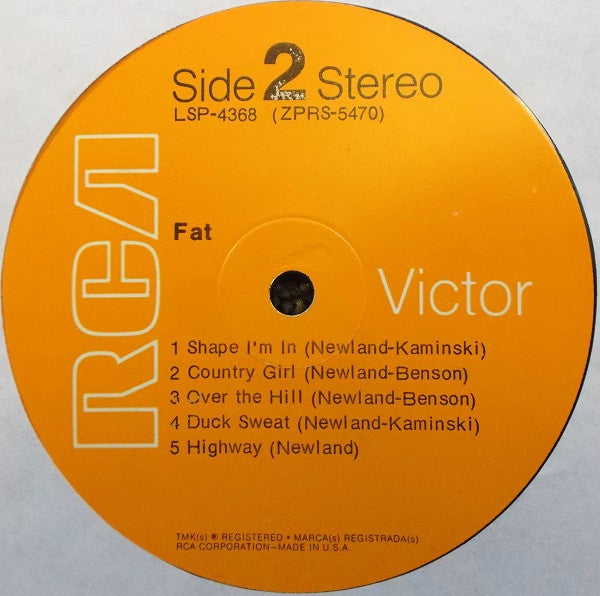 Side 2 Stereo
LSP-4368 (ZPRS-5470)
RCA
Fat
Victor
1 Shape I'm In (Newland-Kaminski)
2 Country Girl (Newland-Benson)
3 Over the Hill (Newland-Benson)
4 Duck Sweat (Newland-Kaminski)
5 Highway (Newland)
TMK(s) ® REGISTERED • MARCA(s) REGISTRADA(s)
RCA CORPORATION—MADE IN U.S.A.